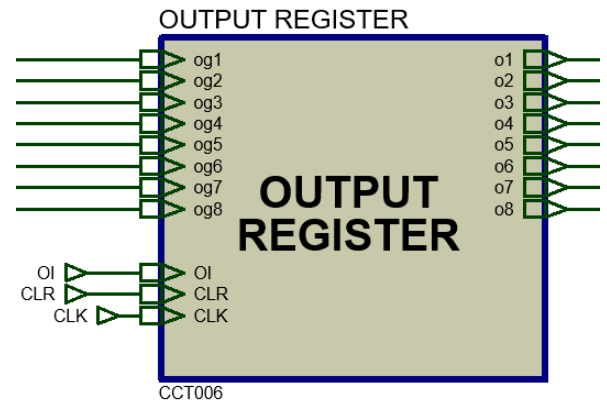 OUTPUT REGISTER
og1
og2
og3
og4
og5
og6
og7
og8
OI
CLR
CLK
OI
CLR
CLK
OUTPUT
REGISTER
o1
o2
o3
o4
o5
o6
o7
o8
CCT006